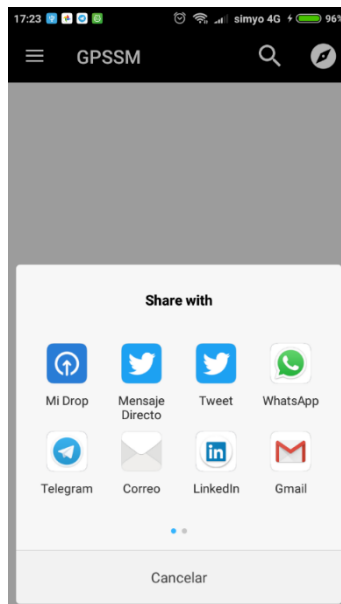 17:23 simyo 4G 96%
GPSSM
Share with
Mi Drop Mensaje Directo Tweet WhatsApp
Telegram Correo LinkedIn Gmail
Cancelar